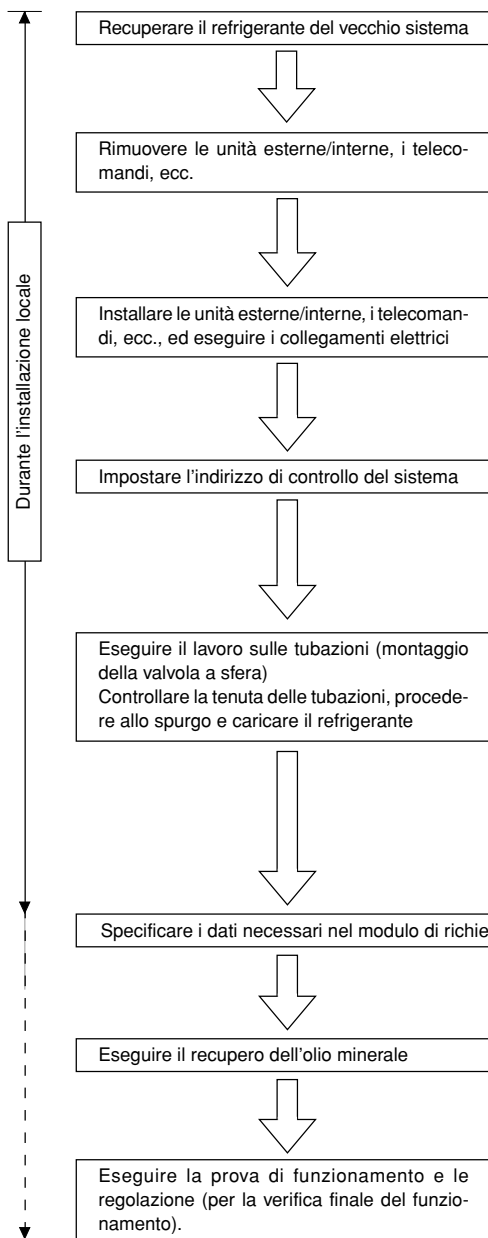 Recuperare il refrigerante del vecchio sistema
Rimuovere le unità esterne/interne, i teleco-
mandi, ecc.
Durante l'installazione locale
Installare le unità esterne/interne, i telecoman-
di, ecc., ed eseguire i collegamenti elettrici
Impostare l'indirizzo di controllo del sistema
Eseguire il lavoro sulle tubazioni (montaggio
della valvola a sfera)
Controllare la tenuta delle tubazioni, procede-
re allo spurgo e caricare il refrigerante
Specificare i dati necessari nel modulo di richie
Eseguire il recupero dell'olio minerale
Eseguire la prova di funzionamento e le
regolazione (per la verifica finale del funzio-
namento).